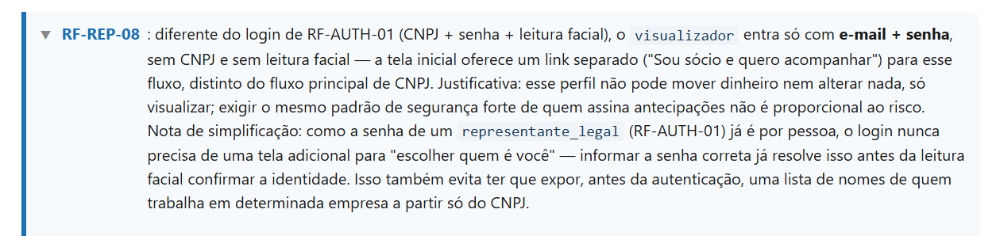 ▼ RF-REP-08 : diferente do login de RF-AUTH-01 (CNPJ + senha + leitura facial), o visualizador entra só com e-mail + senha,
sem CNPJ e sem leitura facial — a tela inicial oferece um link separado ("Sou sócio e quero acompanhar") para esse
fluxo, distinto do fluxo principal de CNPJ. Justificativa: esse perfil não pode mover dinheiro nem alterar nada, só
visualizar; exigir o mesmo padrão de segurança forte de quem assina antecipações não é proporcional ao risco.
Nota de simplificação: como a senha de um representante_legal (RF-AUTH-01) já é por pessoa, o login nunca
precisa de uma tela adicional para "escolher quem é você" — informar a senha correta já resolve isso antes da leitura
facial confirmar a identidade. Isso também evita ter que expor, antes da autenticação, uma lista de nomes de quem
trabalha em determinada empresa a partir só do CNPJ.